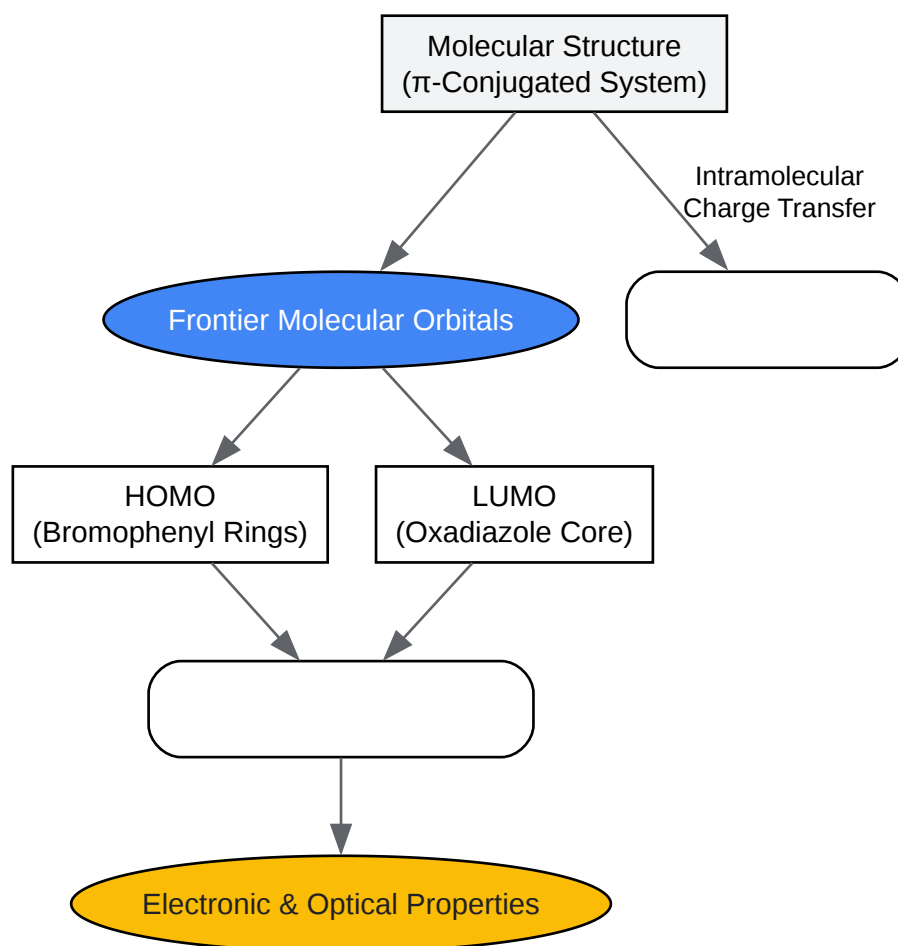 Molecular Structure
(π-Conjugated System)
Intramolecular
Charge Transfer
Frontier Molecular Orbitals
HOMO
(Bromophenyl Rings)
LUMO
(Oxadiazole Core)
Electronic & Optical Properties